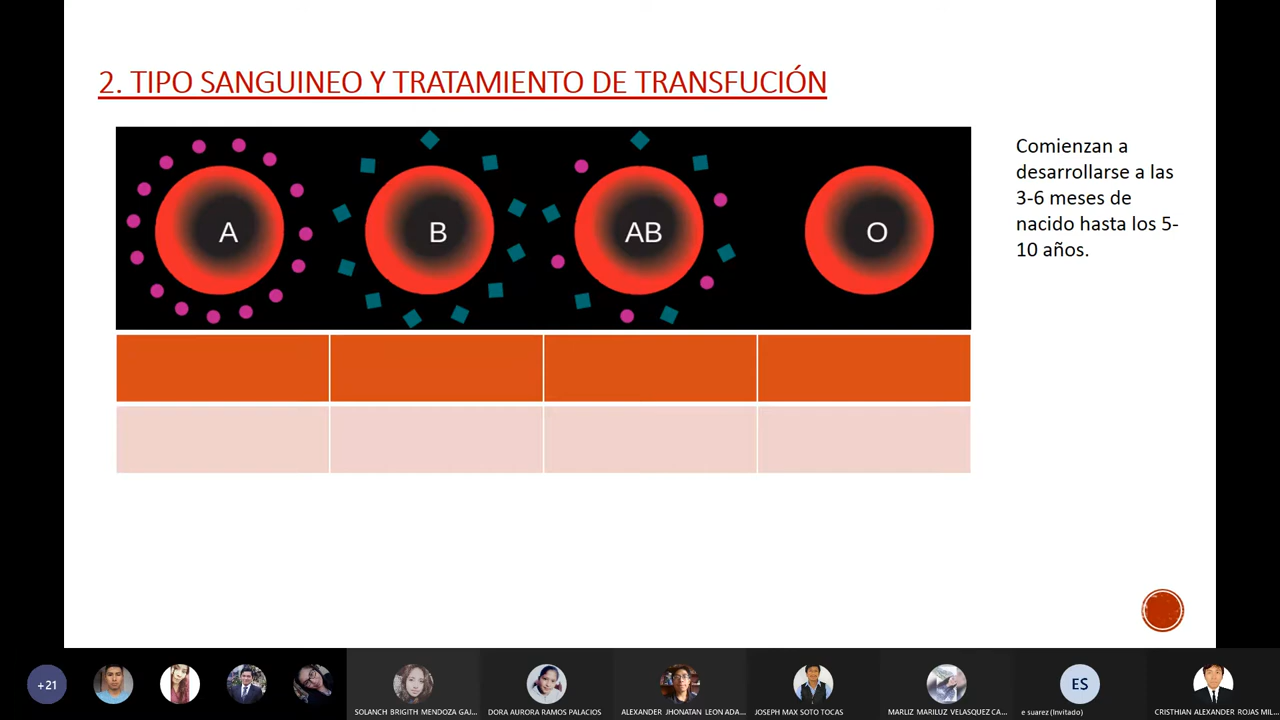 2. TIPO SANGUINEO Y TRATAMIENTO DE TRANSFUCIÓN
A
B
AB
O
Comienzan a
desarrollarse a las
3-6 meses de
nacido hasta los 5-
10 años.
+21
SOLANCH BRIGITH MENDOZA GAJ...
DORA AURORA RAMOS PALACIOS
ALEXANDER JHONATAN LEON ADA...
JOSEPH MAX SOTO TOCAS
MARLIZ MARILUZ VELASQUEZ CA...
ES
e suarez (Invitado)
CRISTHIAN ALEXANDER ROJAS MIL...